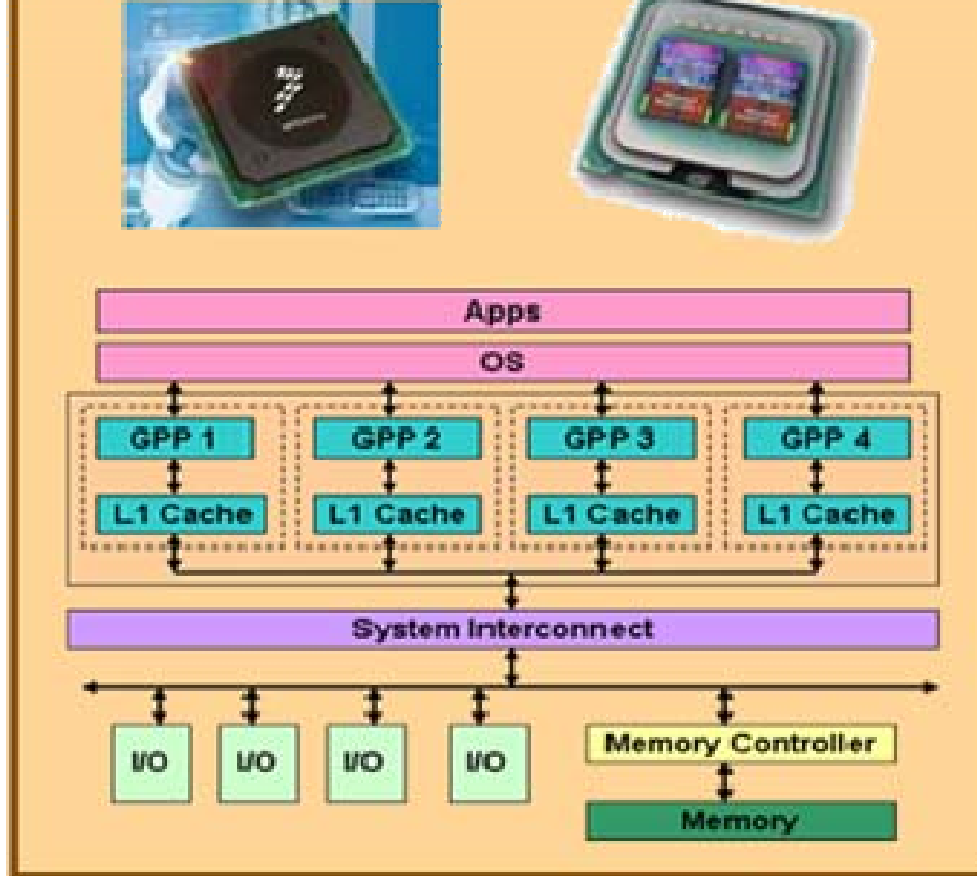 Apps
OS
GPP 1 GPP 2 GPP 3 GPP 4
L1 Cache L1 Cache L1 Cache L1 Cache
System Interconnect
I/O I/O I/O I/O
Memory Controller
Memory